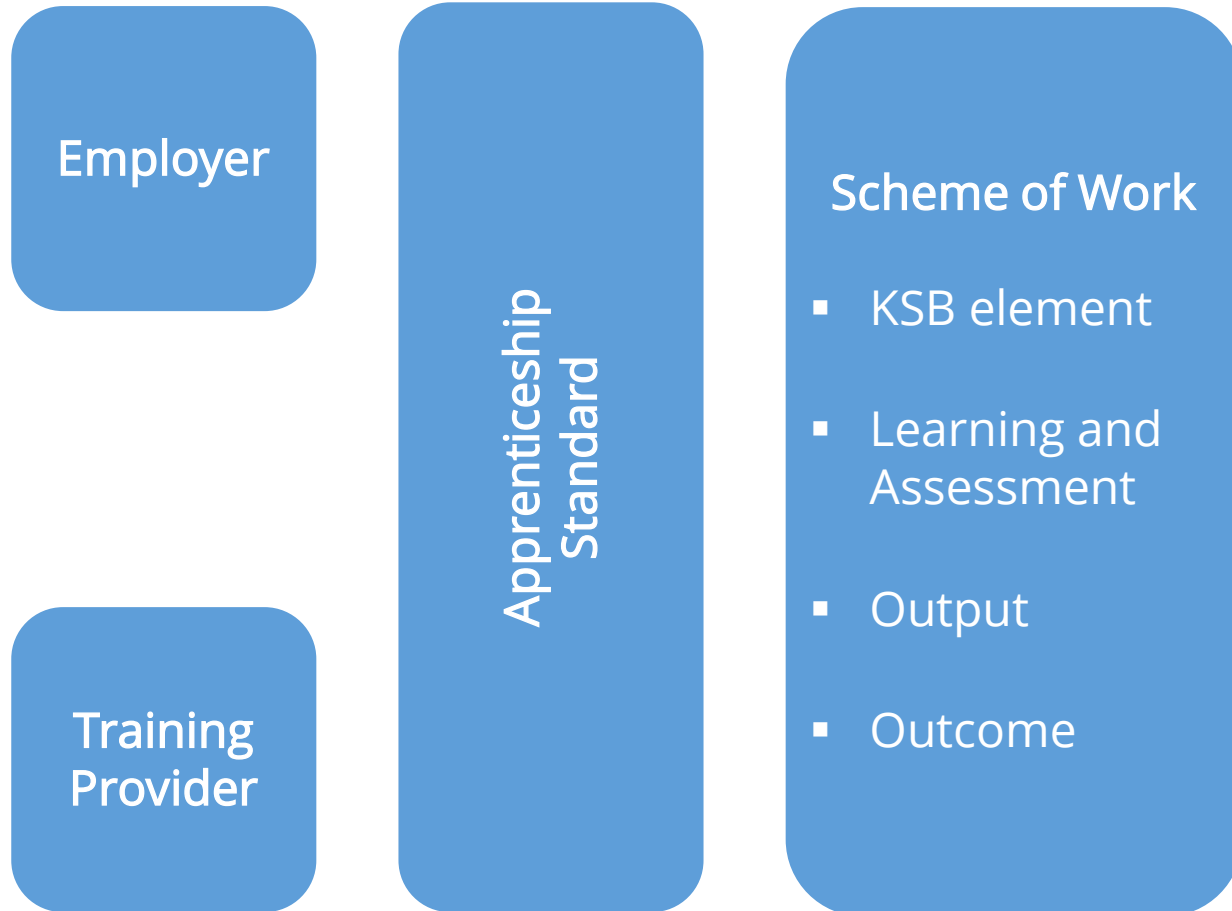 Employer
Training
Provider
Apprenticeship
Standard
Scheme of Work
▪ KSB element
▪ Learning and
Assessment
▪ Output
▪ Outcome